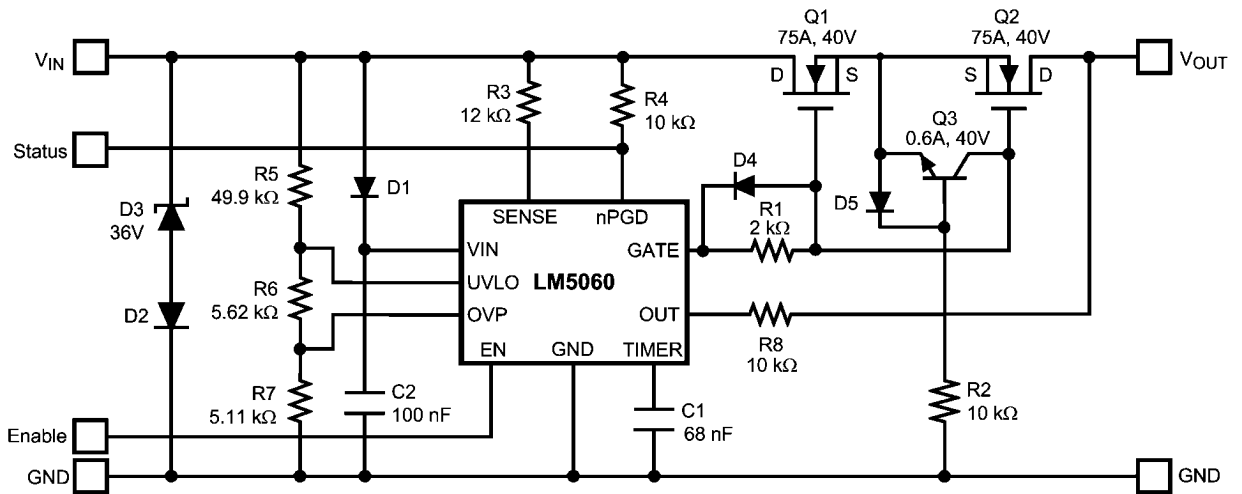 Q1
75A, 40V
Q2
75A, 40V
VIN
D
S
S
D
VOUT
R3
12 kΩ
R4
10 kΩ
Q3
0.6A, 40V
Status
D4
R5
49.9 kΩ
D1
D5
D3
36V
SENSE
nPGD
R1
2 kΩ
VIN
GATE
UVLO
LM5060
R6
5.62 kΩ
D2
OVP
OUT
EN
GND
TIMER
R8
10 kΩ
R7
5.11 kΩ
C2
100 nF
C1
68 nF
R2
10 kΩ
Enable
GND
GND